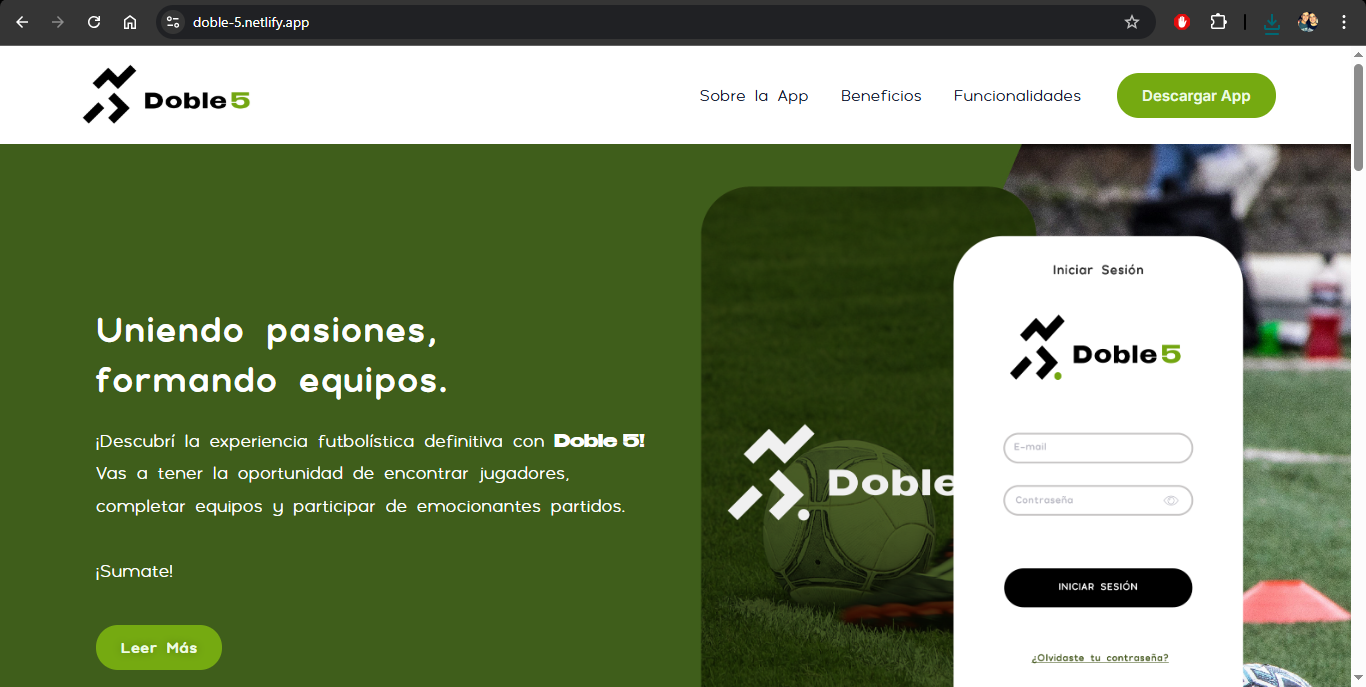 doble-5.netlify.app
Doble 5
Sobre la App
Beneficios
Funcionalidades
Descargar App
Uniendo pasiones,
formando equipos.
¡Descubrí la experiencia futbolística definitiva con Doble 5!
Vas a tener la oportunidad de encontrar jugadores,
completar equipos y participar de emocionantes partidos.
¡Sumate!
Leer Más
Doble
Iniciar Sesión
Doble 5
E-mail
Contraseña
INICIAR SESIÓN
¿Olvidaste tu contraseña?